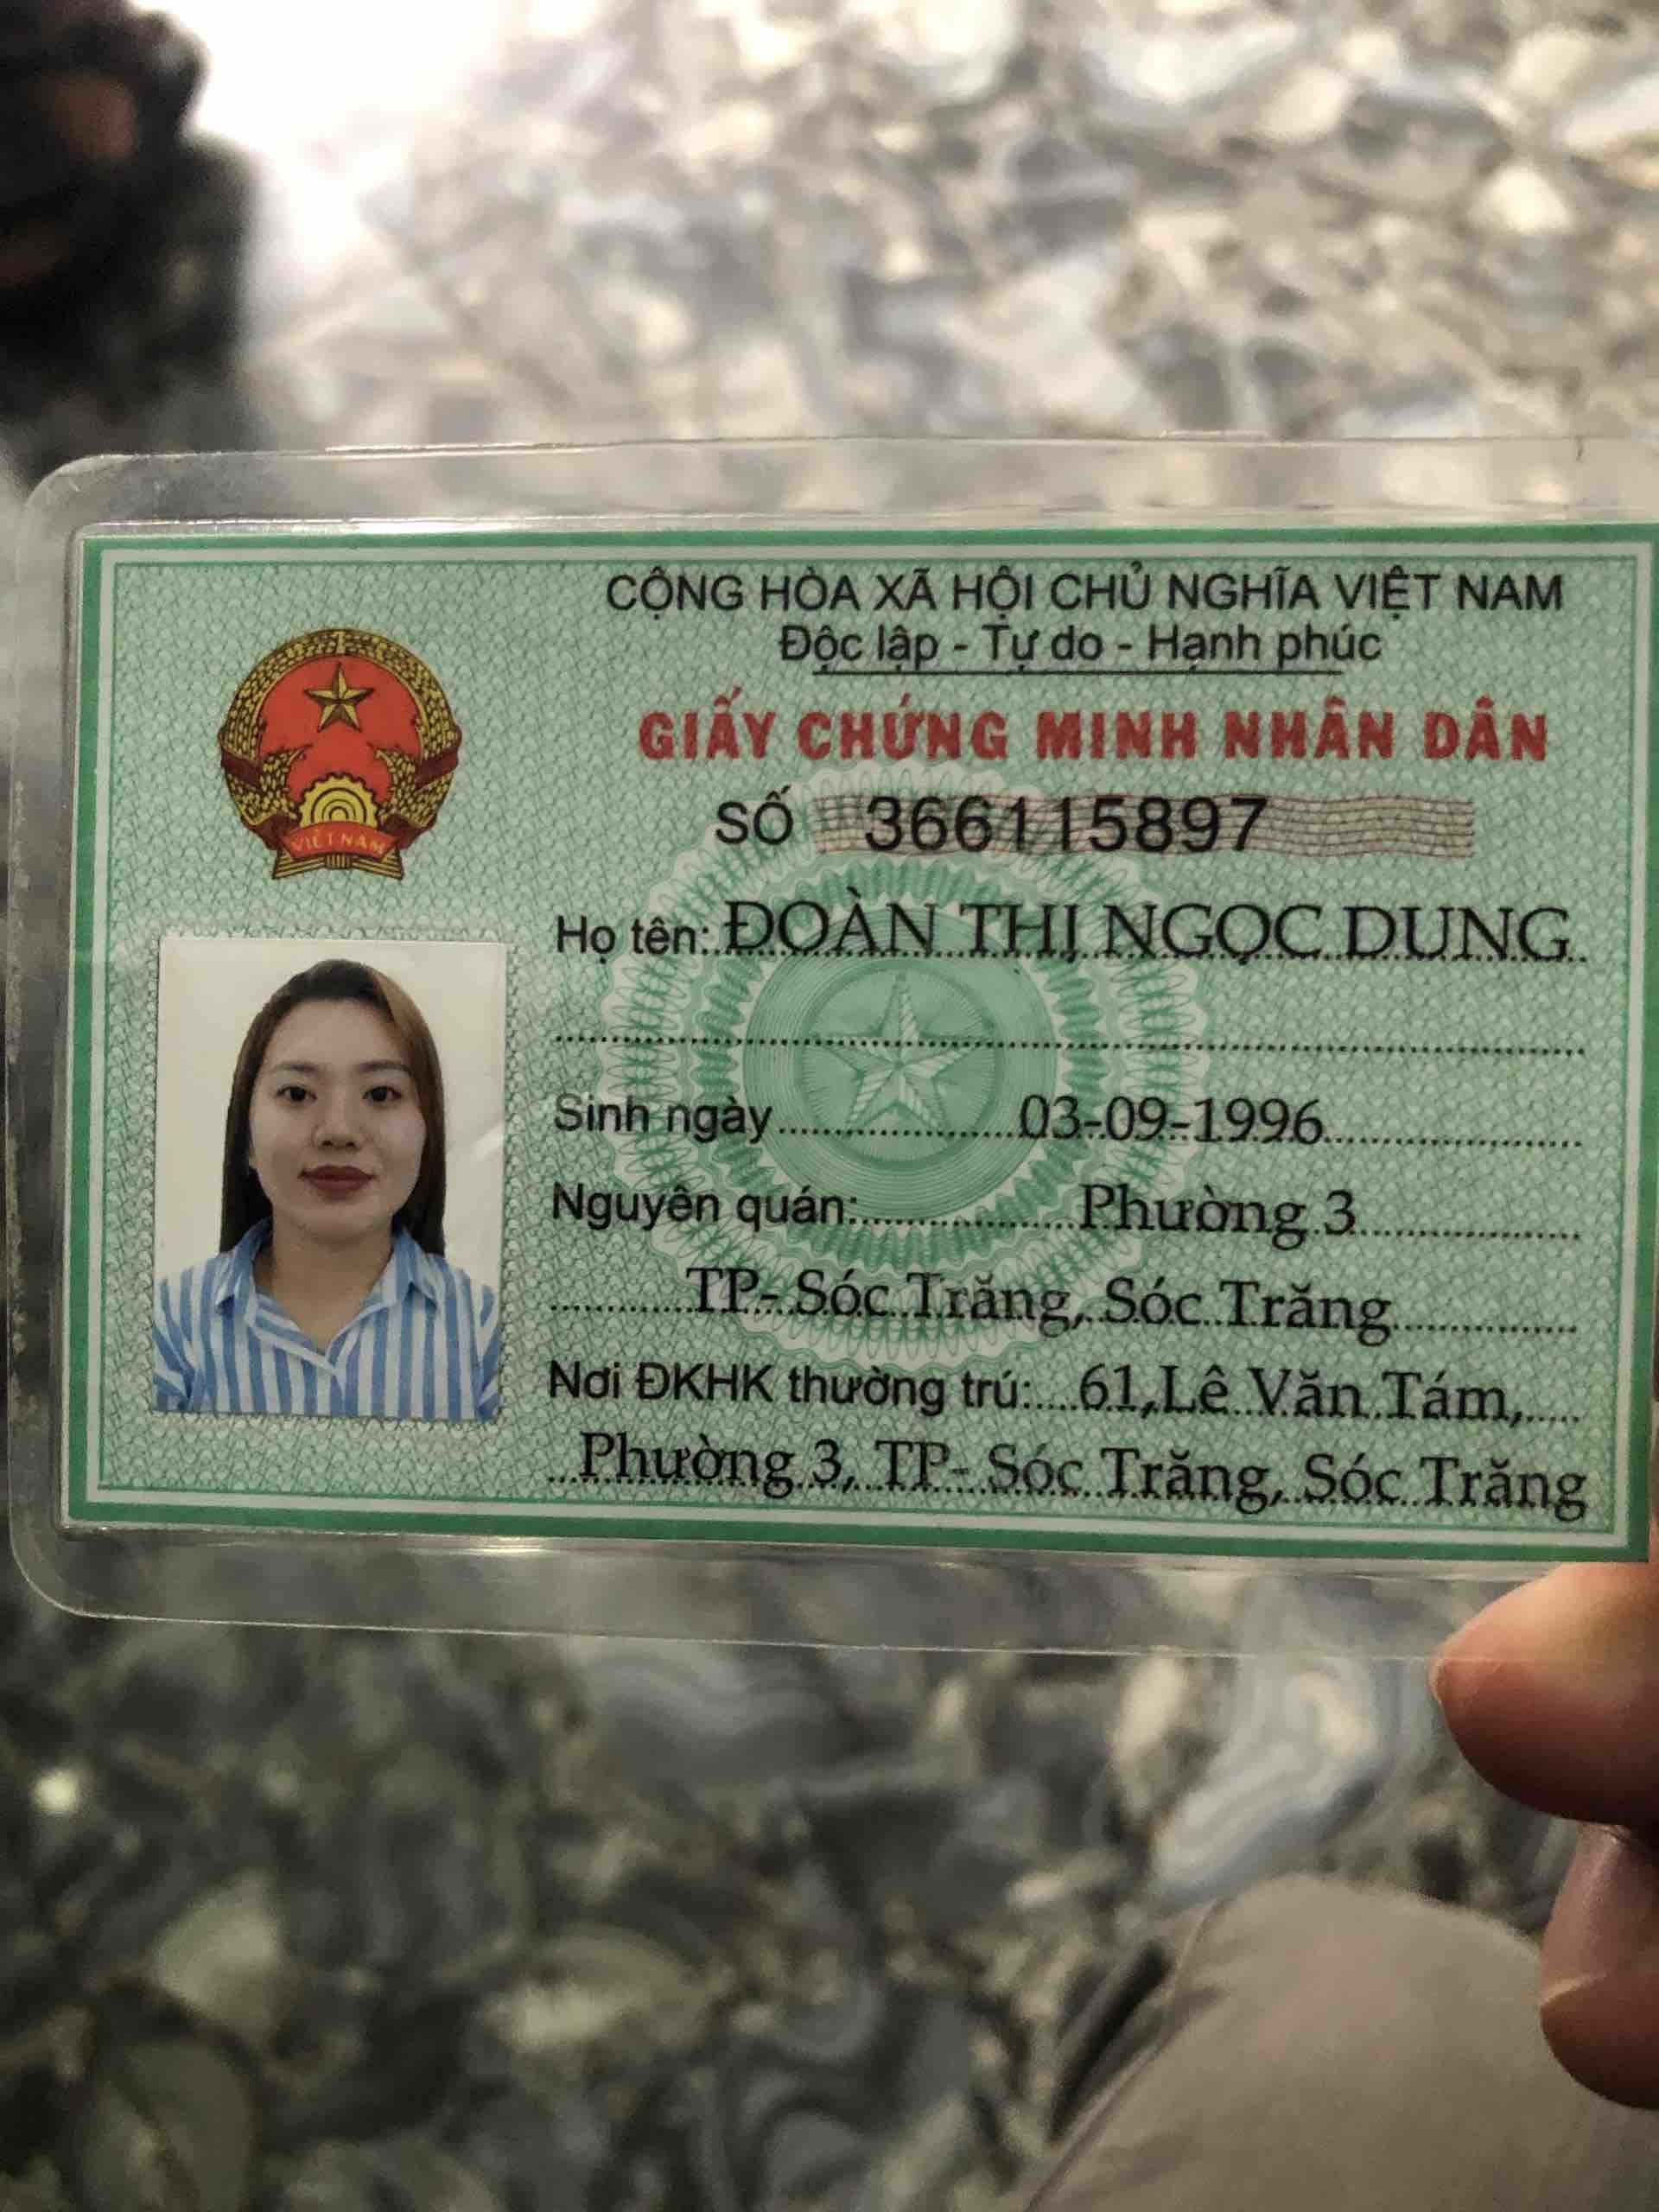 CỘNG HÒA XÃ HỘI CHỦ NGHĨA VIỆT NAM
Độc lập - Tự do - Hạnh phúc
GIẤY CHỨNG MINH NHÂN DÂN
SỐ 366115897
VIỆT NAM
Họ tên: ĐOÀN THỊ NGỌC DUNG
Sinh ngày 03-09-1996
Nguyên quán: Phường 3
TP- Sóc Trăng, Sóc Trăng
Nơi ĐKHK thường trú: 61,Lê Văn Tám,
Phường 3, TP- Sóc Trăng, Sóc Trăng